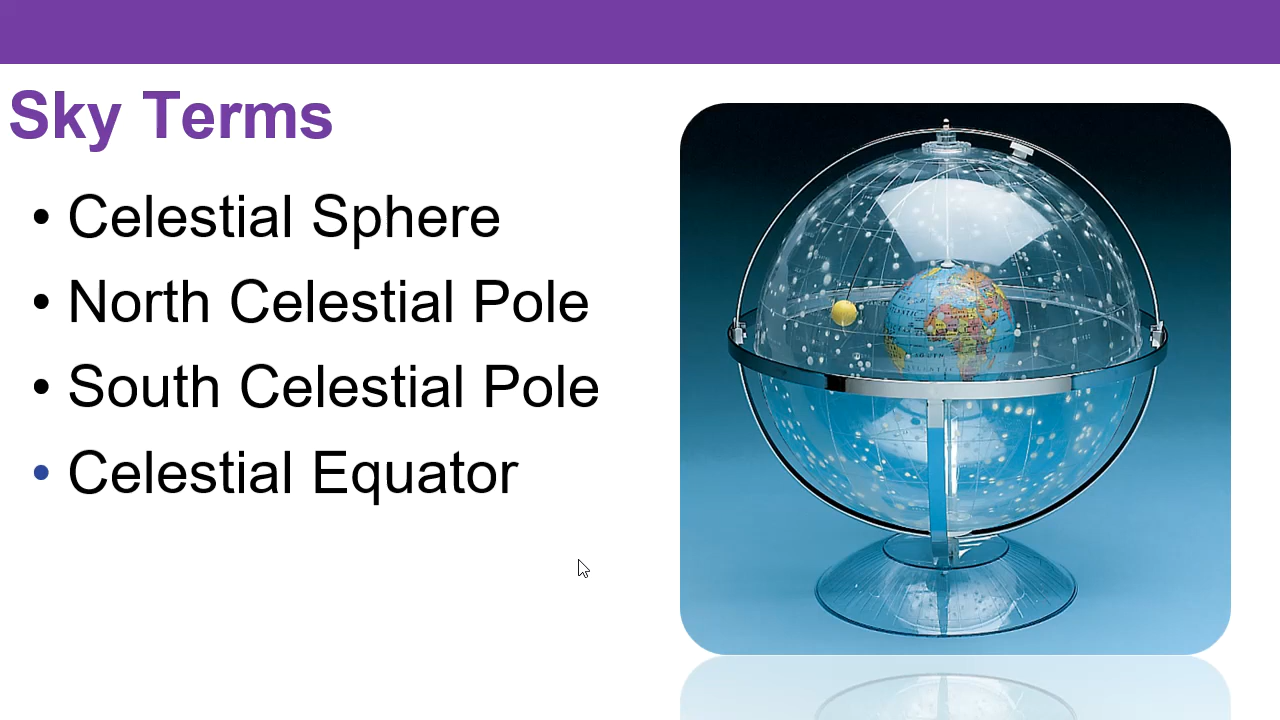 Sky Terms
• Celestial Sphere
• North Celestial Pole
• South Celestial Pole
• Celestial Equator